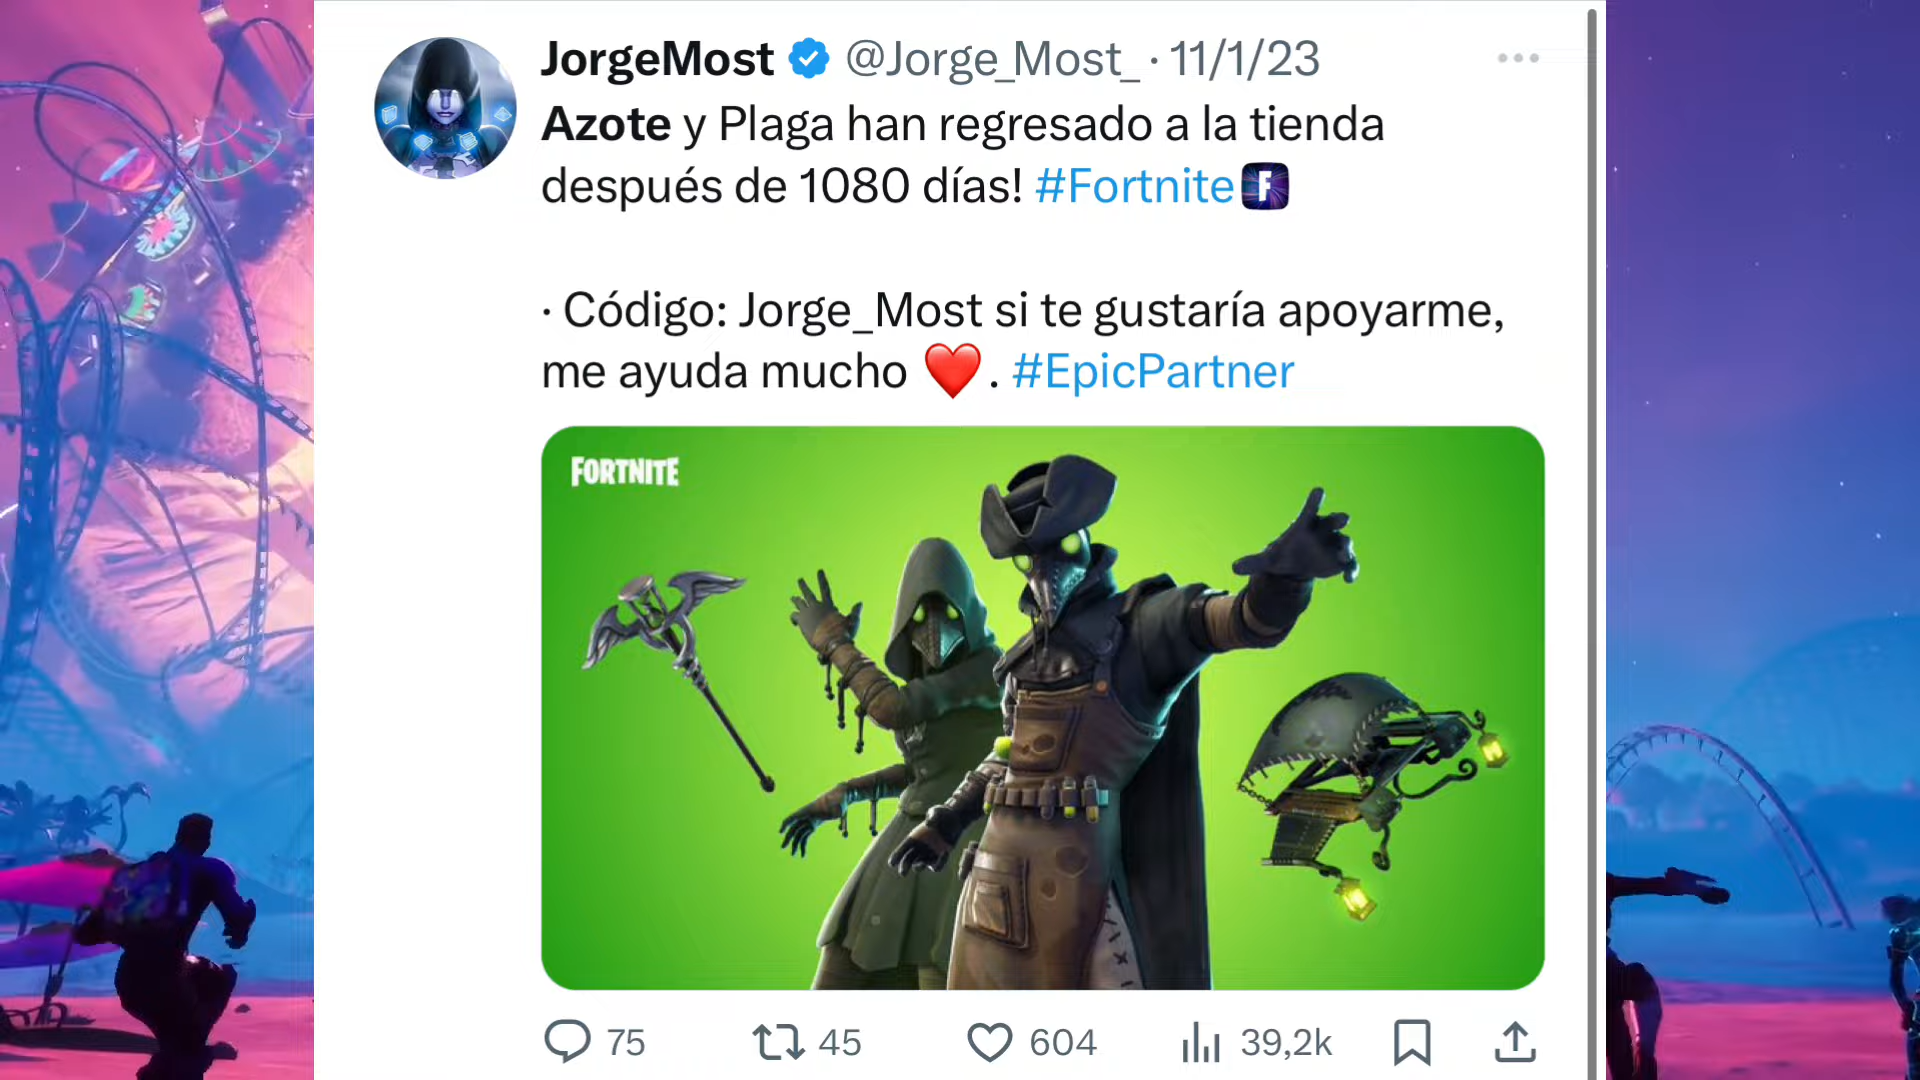 JorgeMost @Jorge_Most_ · 11/1/23
Azote y Plaga han regresado a la tienda
después de 1080 días! #Fortnite F
· Código: Jorge_Most si te gustaría apoyarme,
me ayuda mucho ❤️. #EpicPartner
FORTNITE
75 45 604 39,2k